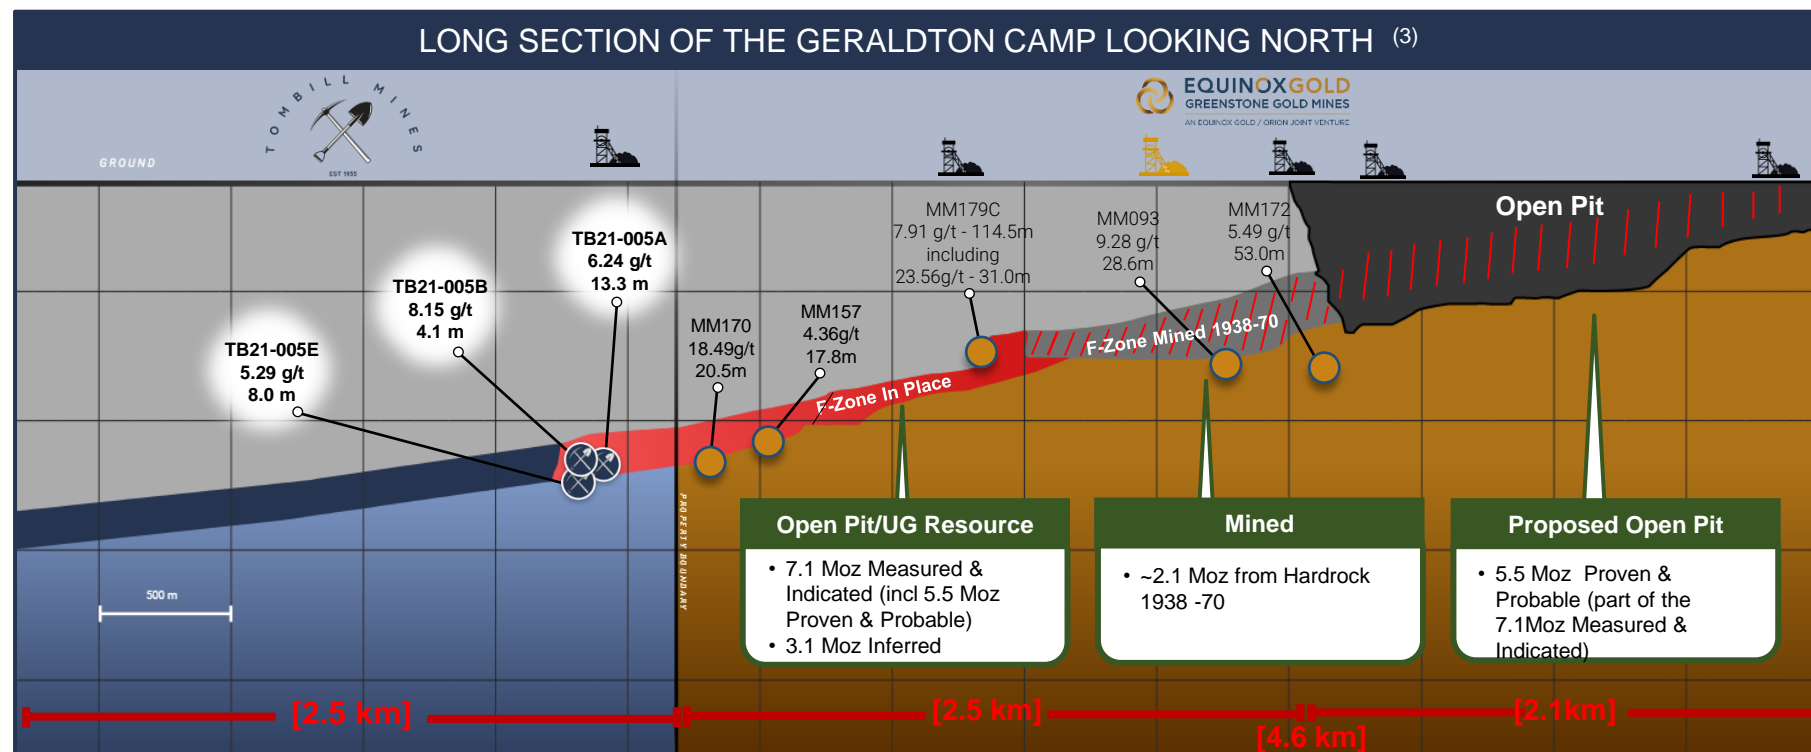 LONG SECTION OF THE GERALDTON CAMP LOOKING NORTH (3)
TOMBILL MINES
EST 1935
EQUINOXGOLD
GREENSTONE GOLD MINES
AN EQUINOX GOLD / ORION JOINT VENTURE
GROUND
TB21-005A
6.24 g/t
13.3 m
TB21-005B
8.15 g/t
4.1 m
TB21-005E
5.29 g/t
8.0 m
MM170
18.49g/t
20.5m
MM157
4.36g/t
17.8m
MM179C
7.91 g/t - 114.5m
including
23.56g/t - 31.0m
MM093
9.28 g/t
28.6m
MM172
5.49 g/t
53.0m
Open Pit
F-Zone Mined 1938-70
F-Zone In Place
PROPERTY BOUNDARY
500 m
Open Pit/UG Resource
• 7.1 Moz Measured &
Indicated (incl 5.5 Moz
Proven & Probable)
• 3.1 Moz Inferred
Mined
• ~2.1 Moz from Hardrock
1938 -70
Proposed Open Pit
• 5.5 Moz Proven &
Probable (part of the
7.1Moz Measured &
Indicated)
[2.5 km]
[2.5 km]
[2.1km]
[4.6 km]